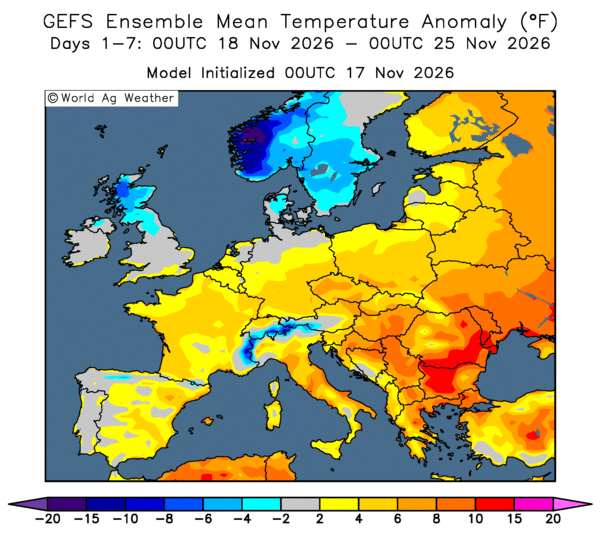 GEFS Ensemble Mean Temperature Anomaly (°F)
Days 1-7: 00UTC 18 Nov 2026 - 00UTC 25 Nov 2026
Model Initialized 00UTC 17 Nov 2026
© World Ag Weather
-20 -15 -10 -8 -6 -4 -2 2 4 6 8 10 15 20